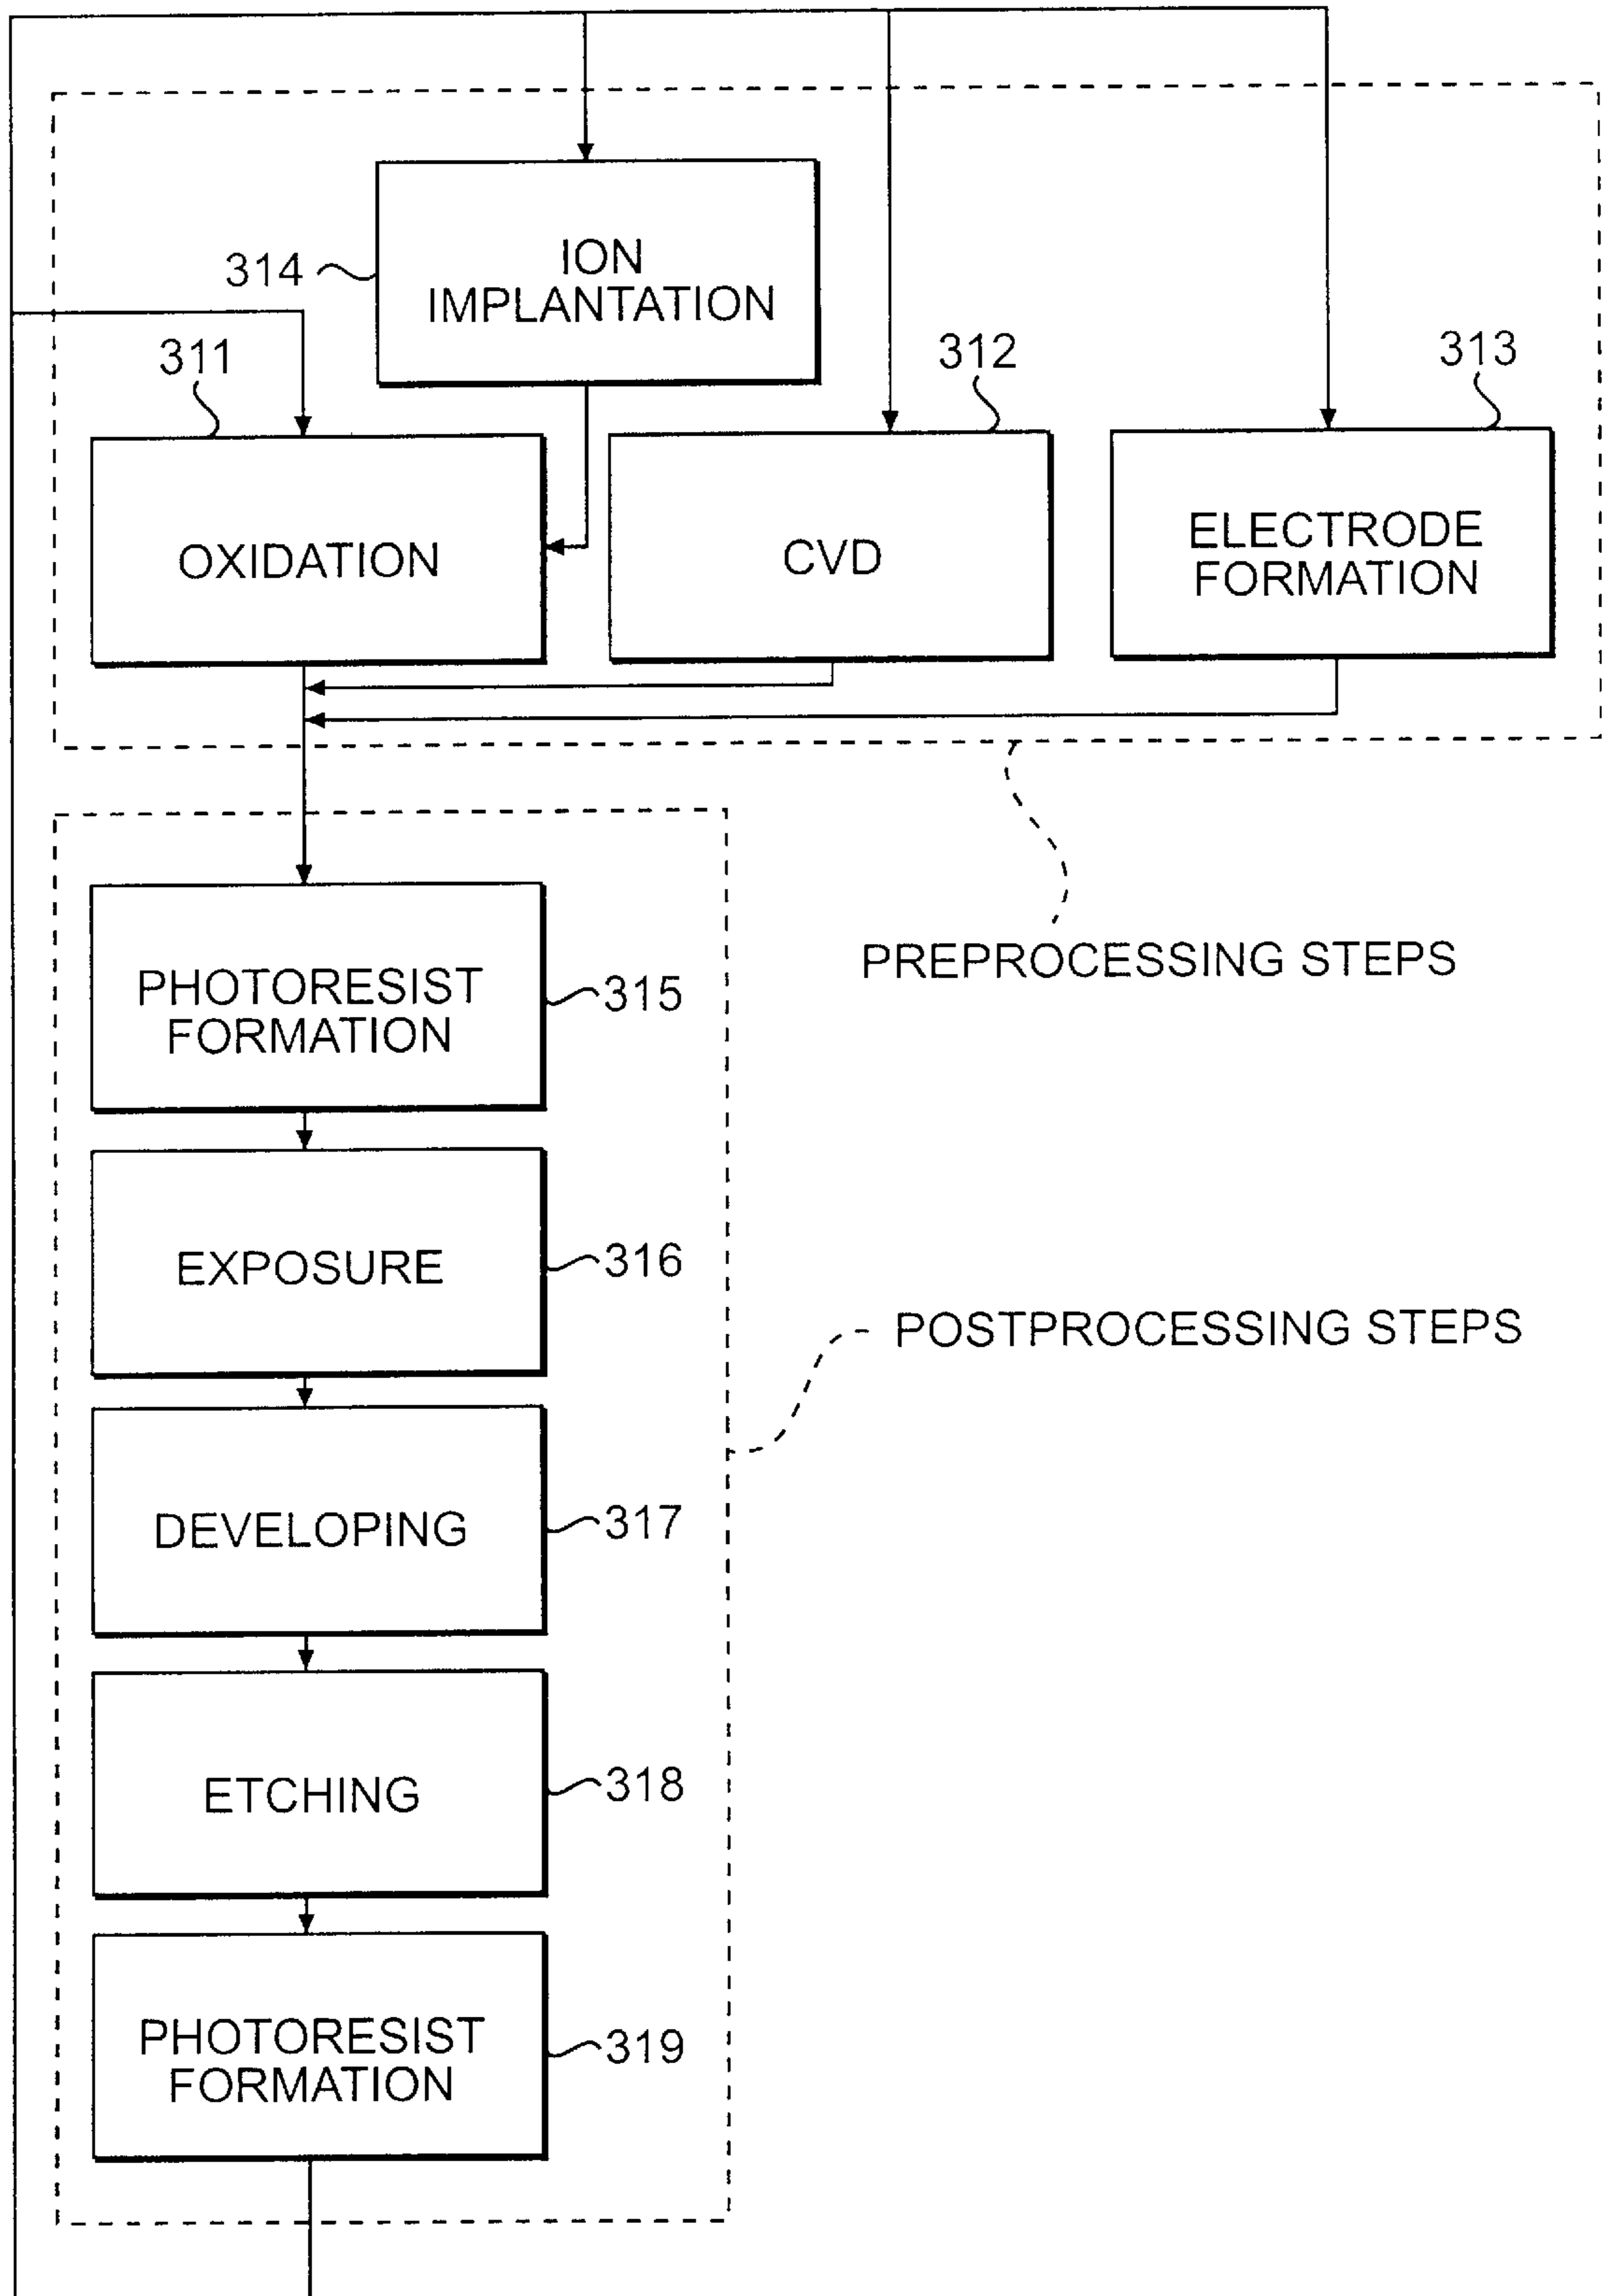 314
ION
IMPLANTATION
311
312
313
OXIDATION
CVD
ELECTRODE
FORMATION
PREPROCESSING STEPS
PHOTORESIST
FORMATION
315
EXPOSURE
316
POSTPROCESSING STEPS
DEVELOPING
317
ETCHING
318
PHOTORESIST
FORMATION
319